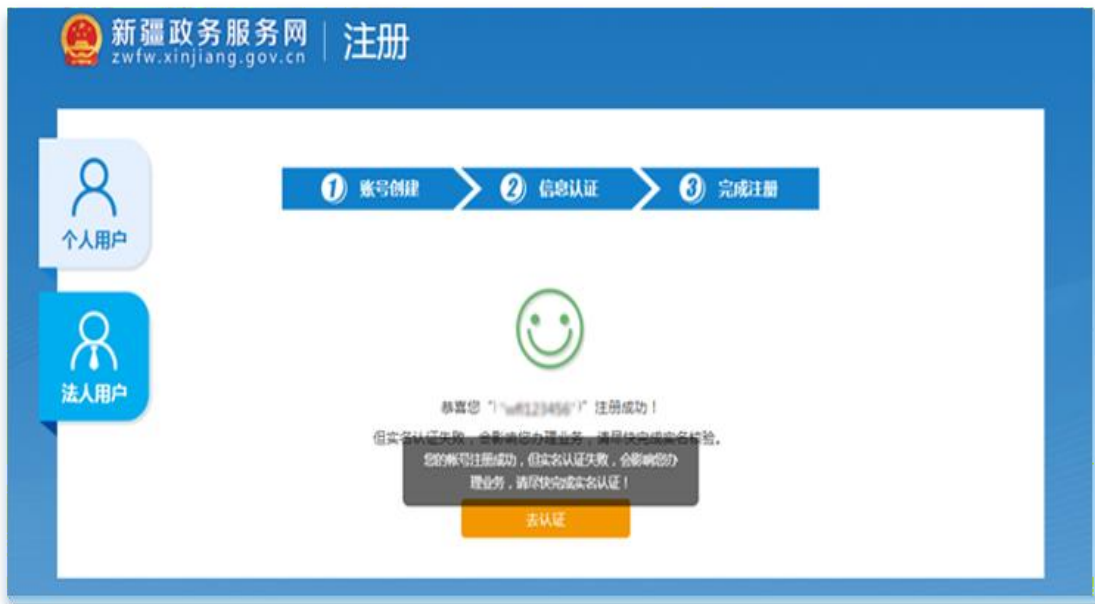 新疆政务服务网 | 注册
zwfw.xinjiang.gov.cn
个人用户
法人用户
1 账号创建
2 信息认证
3 完成注册
恭喜您 "" 注册成功！
但实名认证失败，会影响您办理业务，请尽快完成实名核验。
您的帐号注册成功，但实名认证失败，会影响您办
理业务，请尽快完成实名认证！
去认证